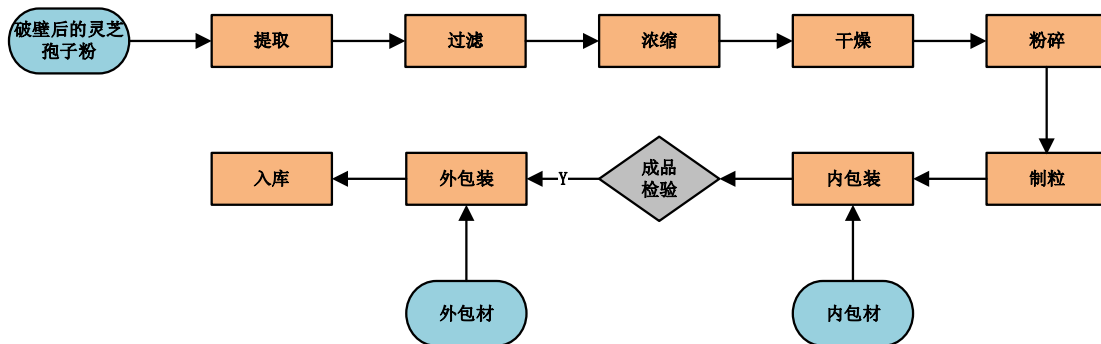 破壁后的灵芝
孢子粉
提取
过滤
浓缩
干燥
粉碎
入库
外包装
Y
成品
检验
内包装
制粒
外包材
内包材